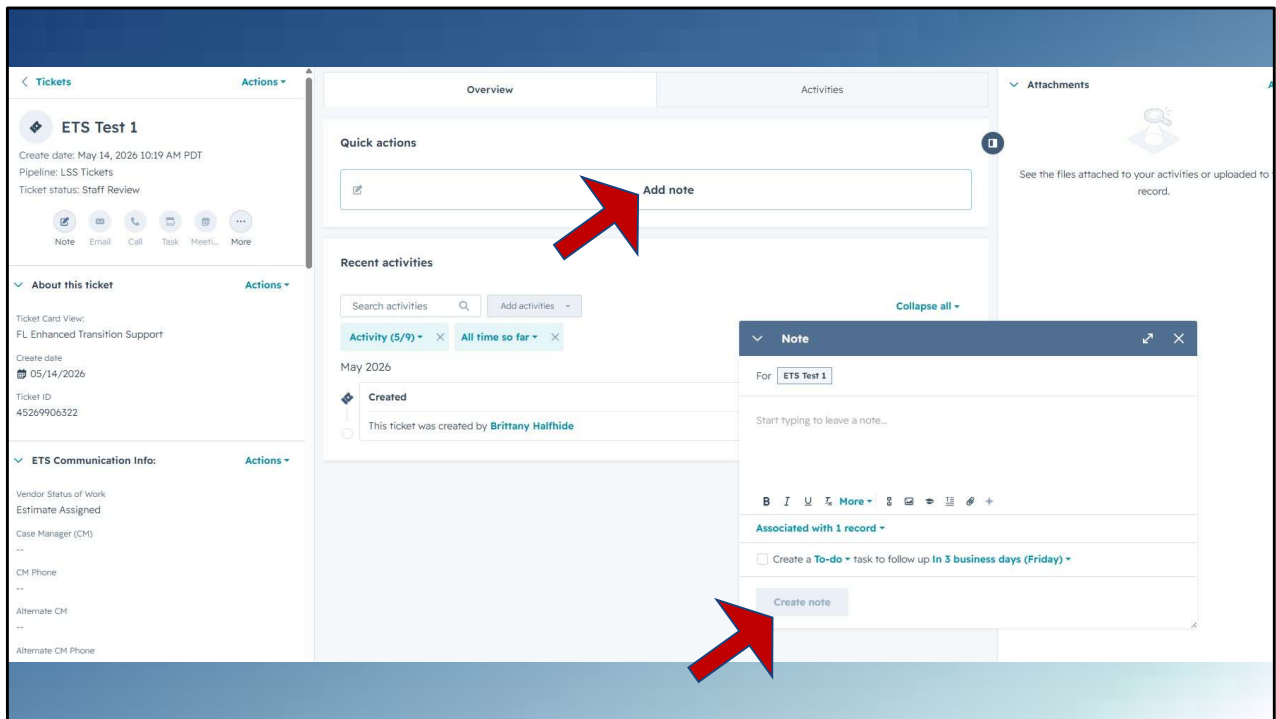 Tickets
Actions
ETS Test 1
Create date: May 14, 2026 10:19 AM PDT
Pipeline: LSS Tickets
Ticket status: Staff Review
Note Email Call Task Meeti... More
About this ticket Actions
Ticket Card View:
FL Enhanced Transition Support
Create date
05/14/2026
Ticket ID
45269906322
ETS Communication Info: Actions
Vendor Status of Work
Estimate Assigned
Case Manager (CM)
--
CM Phone
--
Alternate CM
--
Alternate CM Phone
Overview
Activities
Quick actions
Add note
Recent activities
Search activities
Add activities
Collapse all
Activity (5/9)
All time so far
May 2026
Created
This ticket was created by Brittany Halfhide
Note
For ETS Test 1
Start typing to leave a note...
B I U Tx More
Associated with 1 record
Create a To-do task to follow up In 3 business days (Friday)
Create note
Attachments
A
See the files attached to your activities or uploaded to
record.